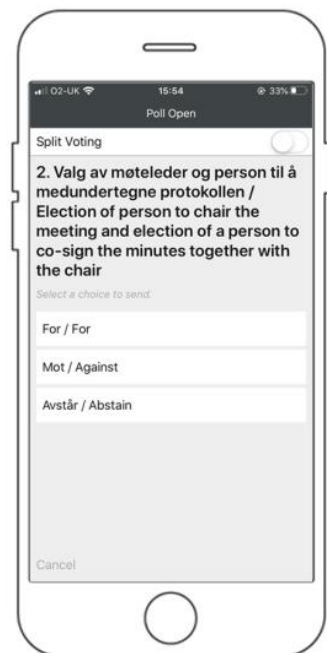 O2-UK 15:54 33%
Poll Open
Split Voting
2. Valg av møteleder og person til å
medundertegne protokollen /
Election of person to chair the
meeting and election of a person to
co-sign the minutes together with
the chair
Select a choice to send.
For / For
Mot / Against
Avstår / Abstain
Cancel